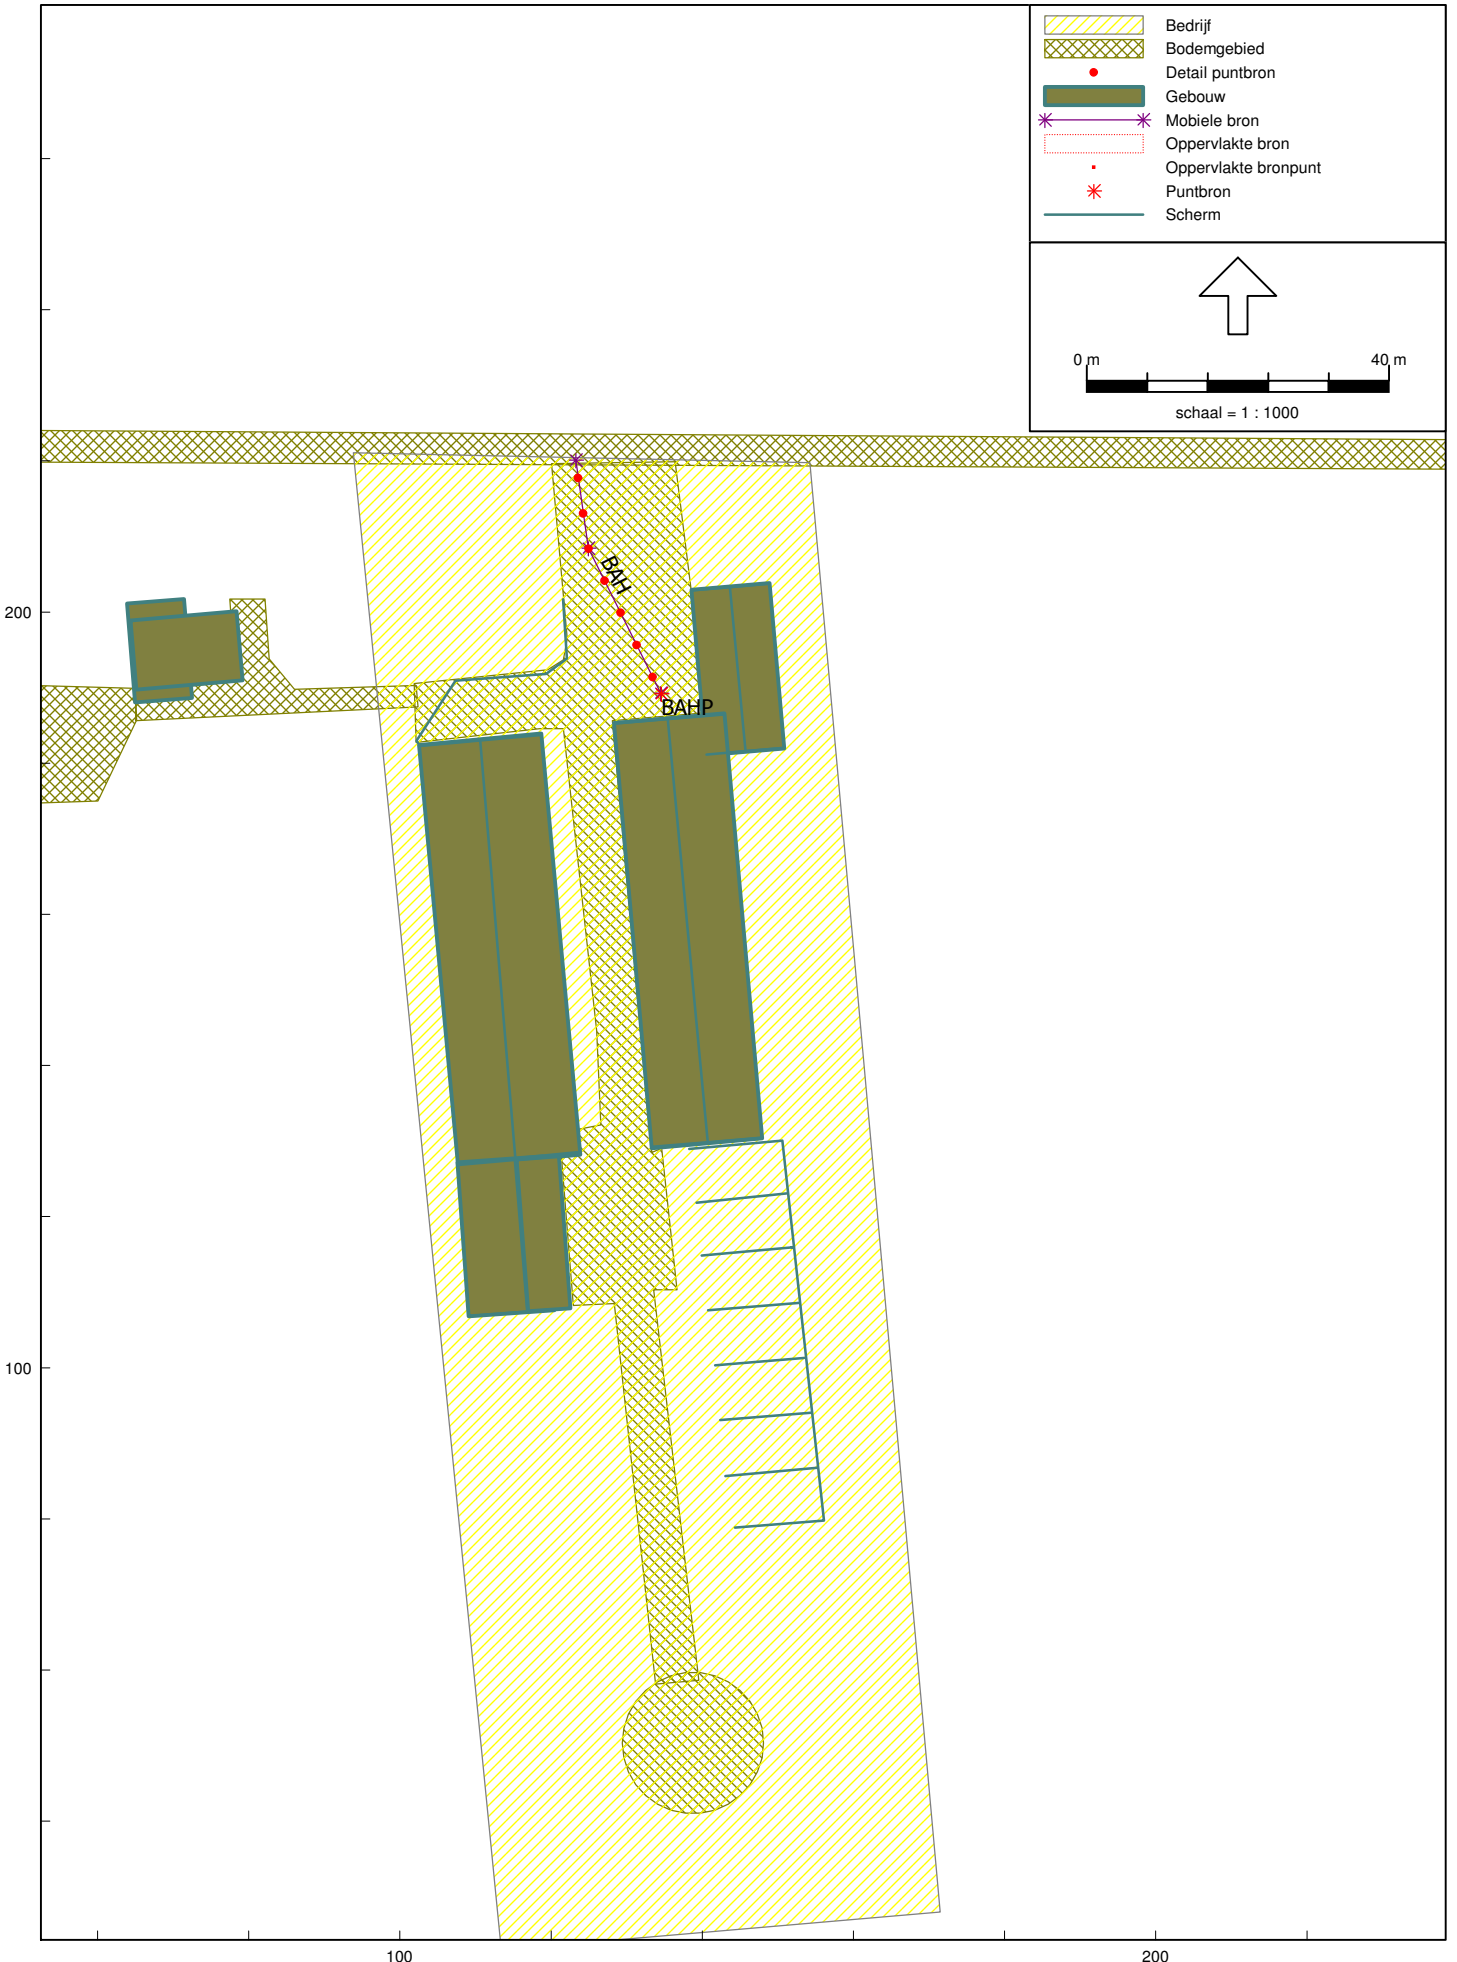 Bedrijf
Bodemgebied
Detail puntbron
Gebouw
Mobiele bron
Oppervlakte bron
Oppervlakte bronpunt
Puntbron
Scherm
0 m 40 m
schaal = 1 : 1000
BAH
200
BAHP
100
100 200